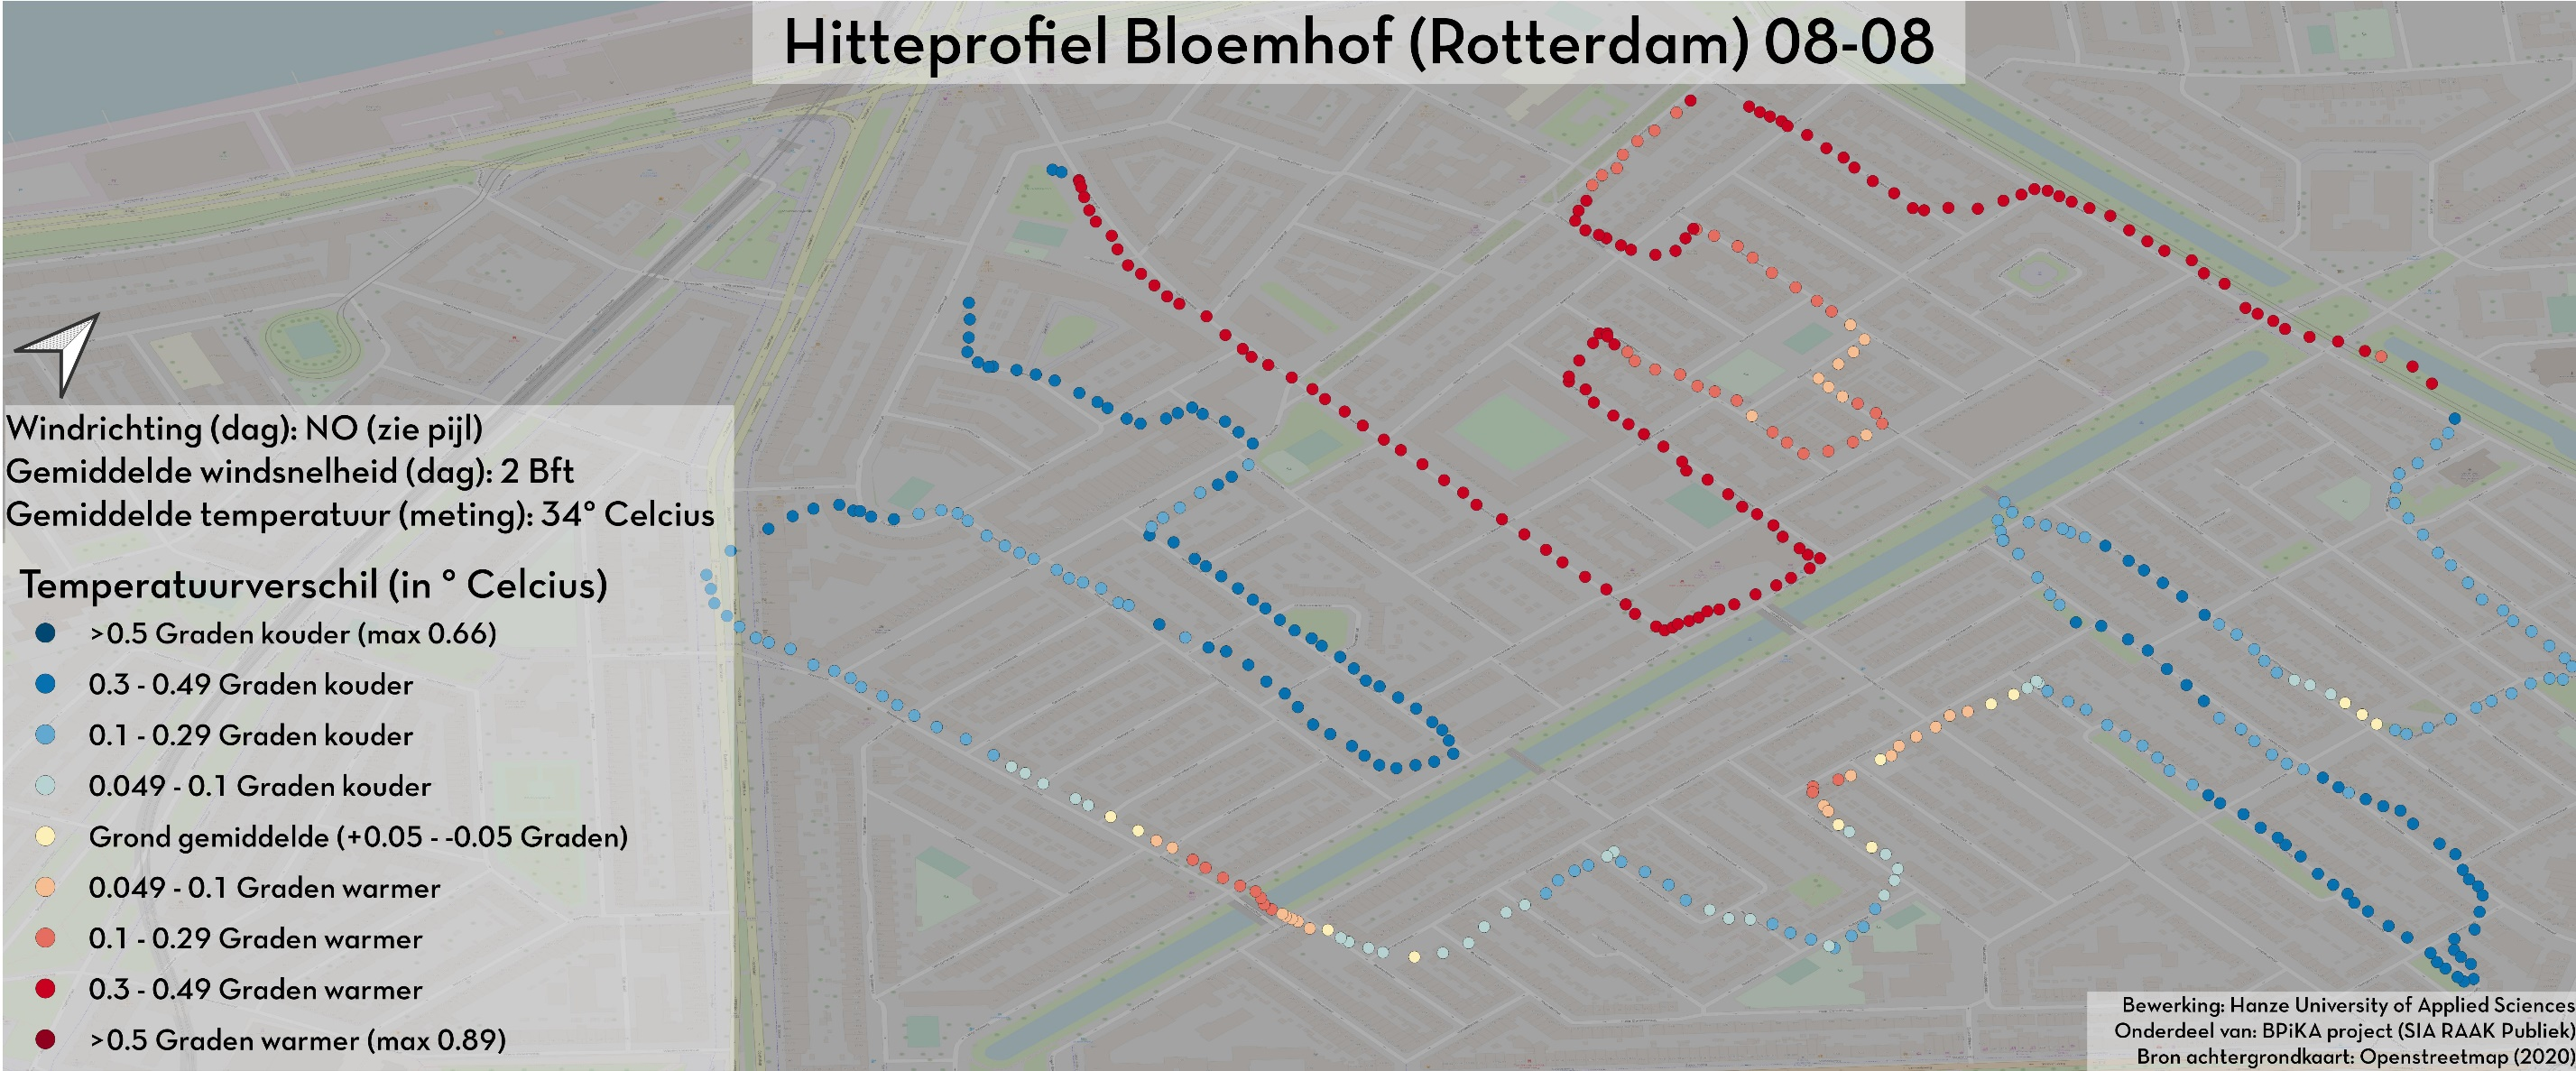 Hitteprofiel Bloemhof (Rotterdam) 08-08
Windrichting (dag): NO (zie pijl)
Gemiddelde windsnelheid (dag): 2 Bft
Gemiddelde temperatuur (meting): 34° Celcius
Temperatuurverschil (in ° Celcius)
>0.5 Graden kouder (max 0.66)
0.3 - 0.49 Graden kouder
0.1 - 0.29 Graden kouder
0.049 - 0.1 Graden kouder
Grond gemiddelde (+0.05 - -0.05 Graden)
0.049 - 0.1 Graden warmer
0.1 - 0.29 Graden warmer
0.3 - 0.49 Graden warmer
>0.5 Graden warmer (max 0.89)
Bewerking: Hanze University of Applied Sciences
Onderdeel van: BPiKA project (SIA RAAK Publiek)
Bron achtergrondkaart: Openstreetmap (2020)